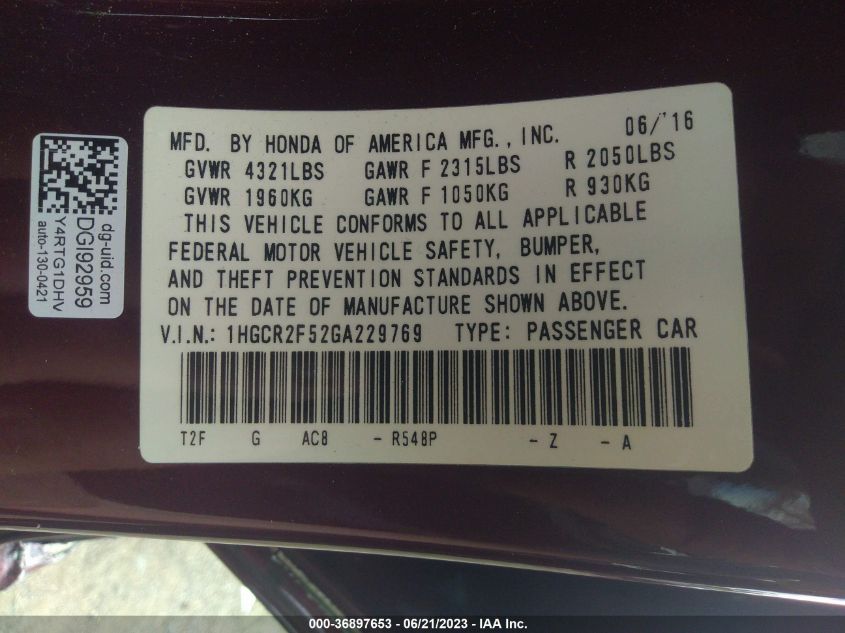 MFD. BY HONDA OF AMERICA MFG., INC. 06/'16
GVWR 4321LBS GAWR F 2315LBS R 2050LBS
GVWR 1960KG GAWR F 1050KG R 930KG
THIS VEHICLE CONFORMS TO ALL APPLICABLE
FEDERAL MOTOR VEHICLE SAFETY, BUMPER,
AND THEFT PREVENTION STANDARDS IN EFFECT
ON THE DATE OF MANUFACTURE SHOWN ABOVE.
V.I.N.: 1HGCR2F52GA229769 TYPE: PASSENGER CAR
T2F G AC8 - R548P - Z - A
dg-uid.com
DGI92959
Y4RTG1DHV
auto-130-0421
000-36897653 - 06/21/2023 - IAA Inc.